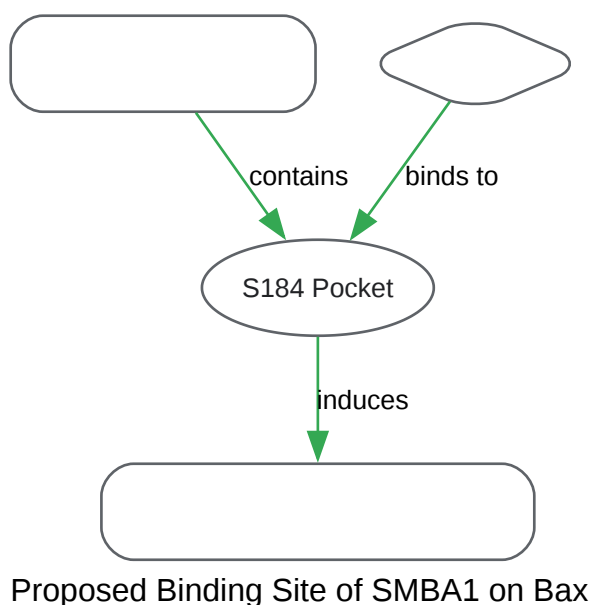 contains
binds to
S184 Pocket
induces
Proposed Binding Site of SMBA1 on Bax